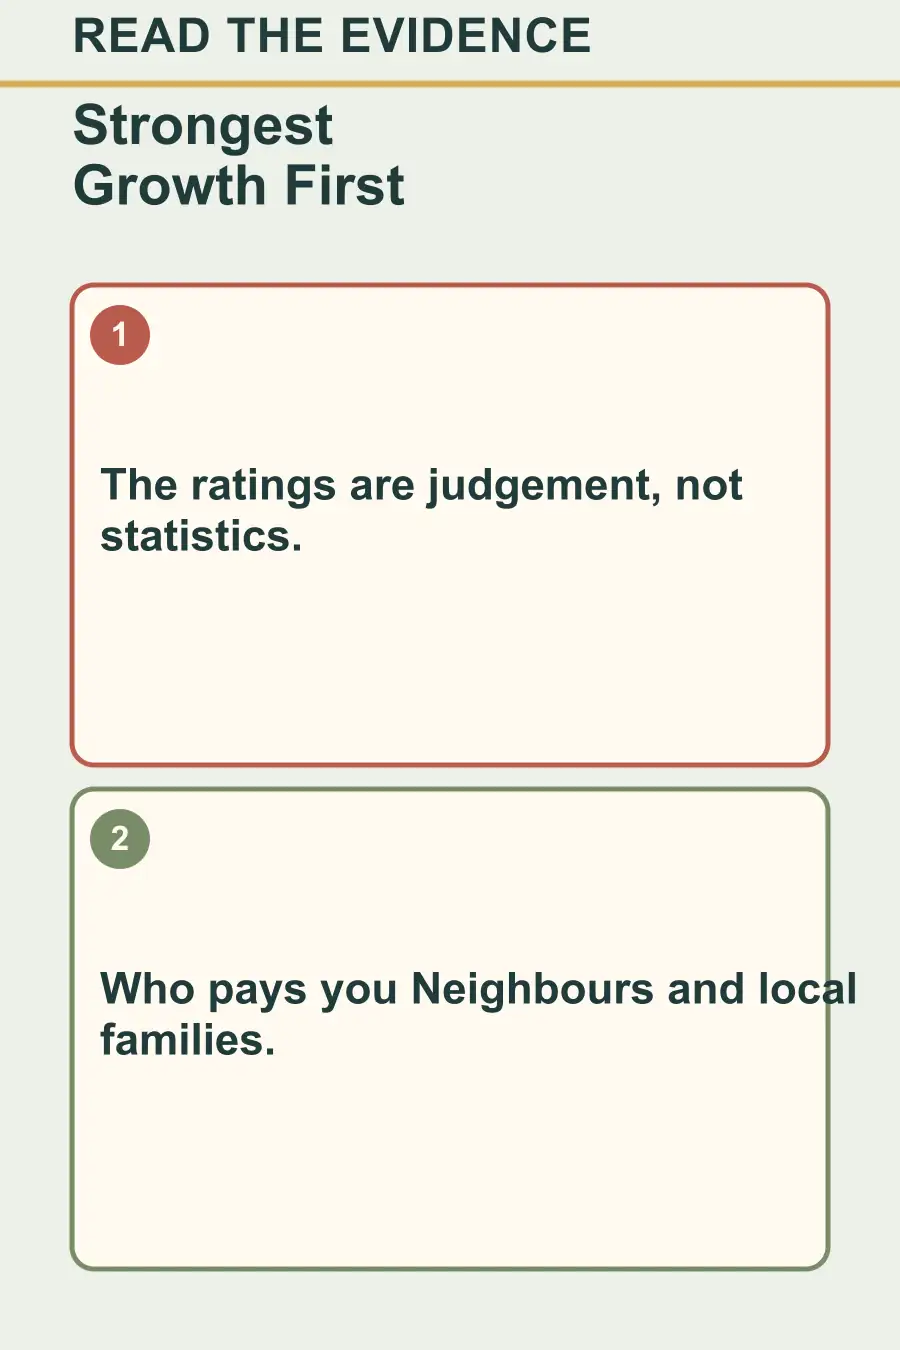 READ THE EVIDENCE
Strongest
Growth First
1
The ratings are judgement, not
statistics.
2
Who pays you Neighbours and local
families.